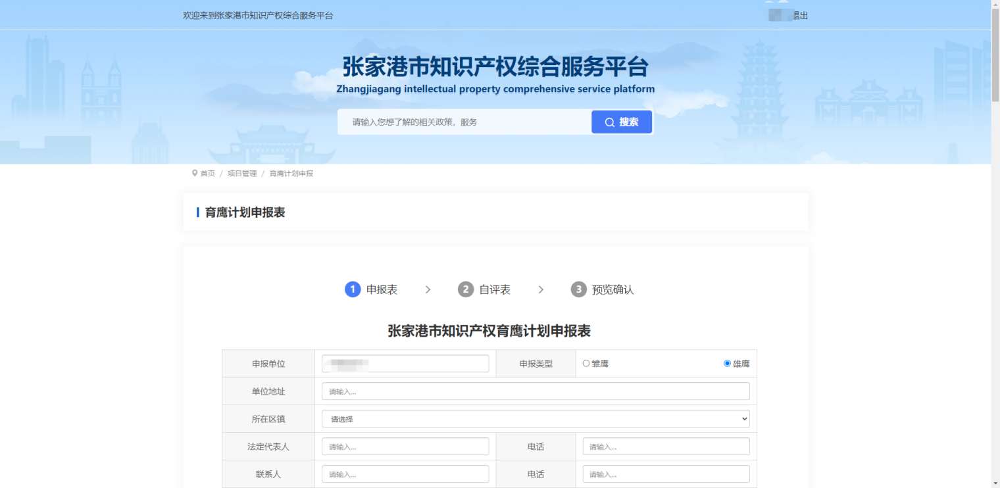 欢迎来到张家港市知识产权综合服务平台
退出
张家港市知识产权综合服务平台
Zhangjiagang intellectual property comprehensive service platform
请输入您想了解的相关政策，服务
搜索
首页 / 项目管理 / 育鹰计划申报
育鹰计划申报表
1 申报表 > 2 自评表 > 3 预览确认
张家港市知识产权育鹰计划申报表
申报单位 申报类型 雏鹰 雄鹰
单位地址 请输入...
所在区镇 请选择
法定代表人 请输入... 电话 请输入...
联系人 请输入... 电话 请输入...